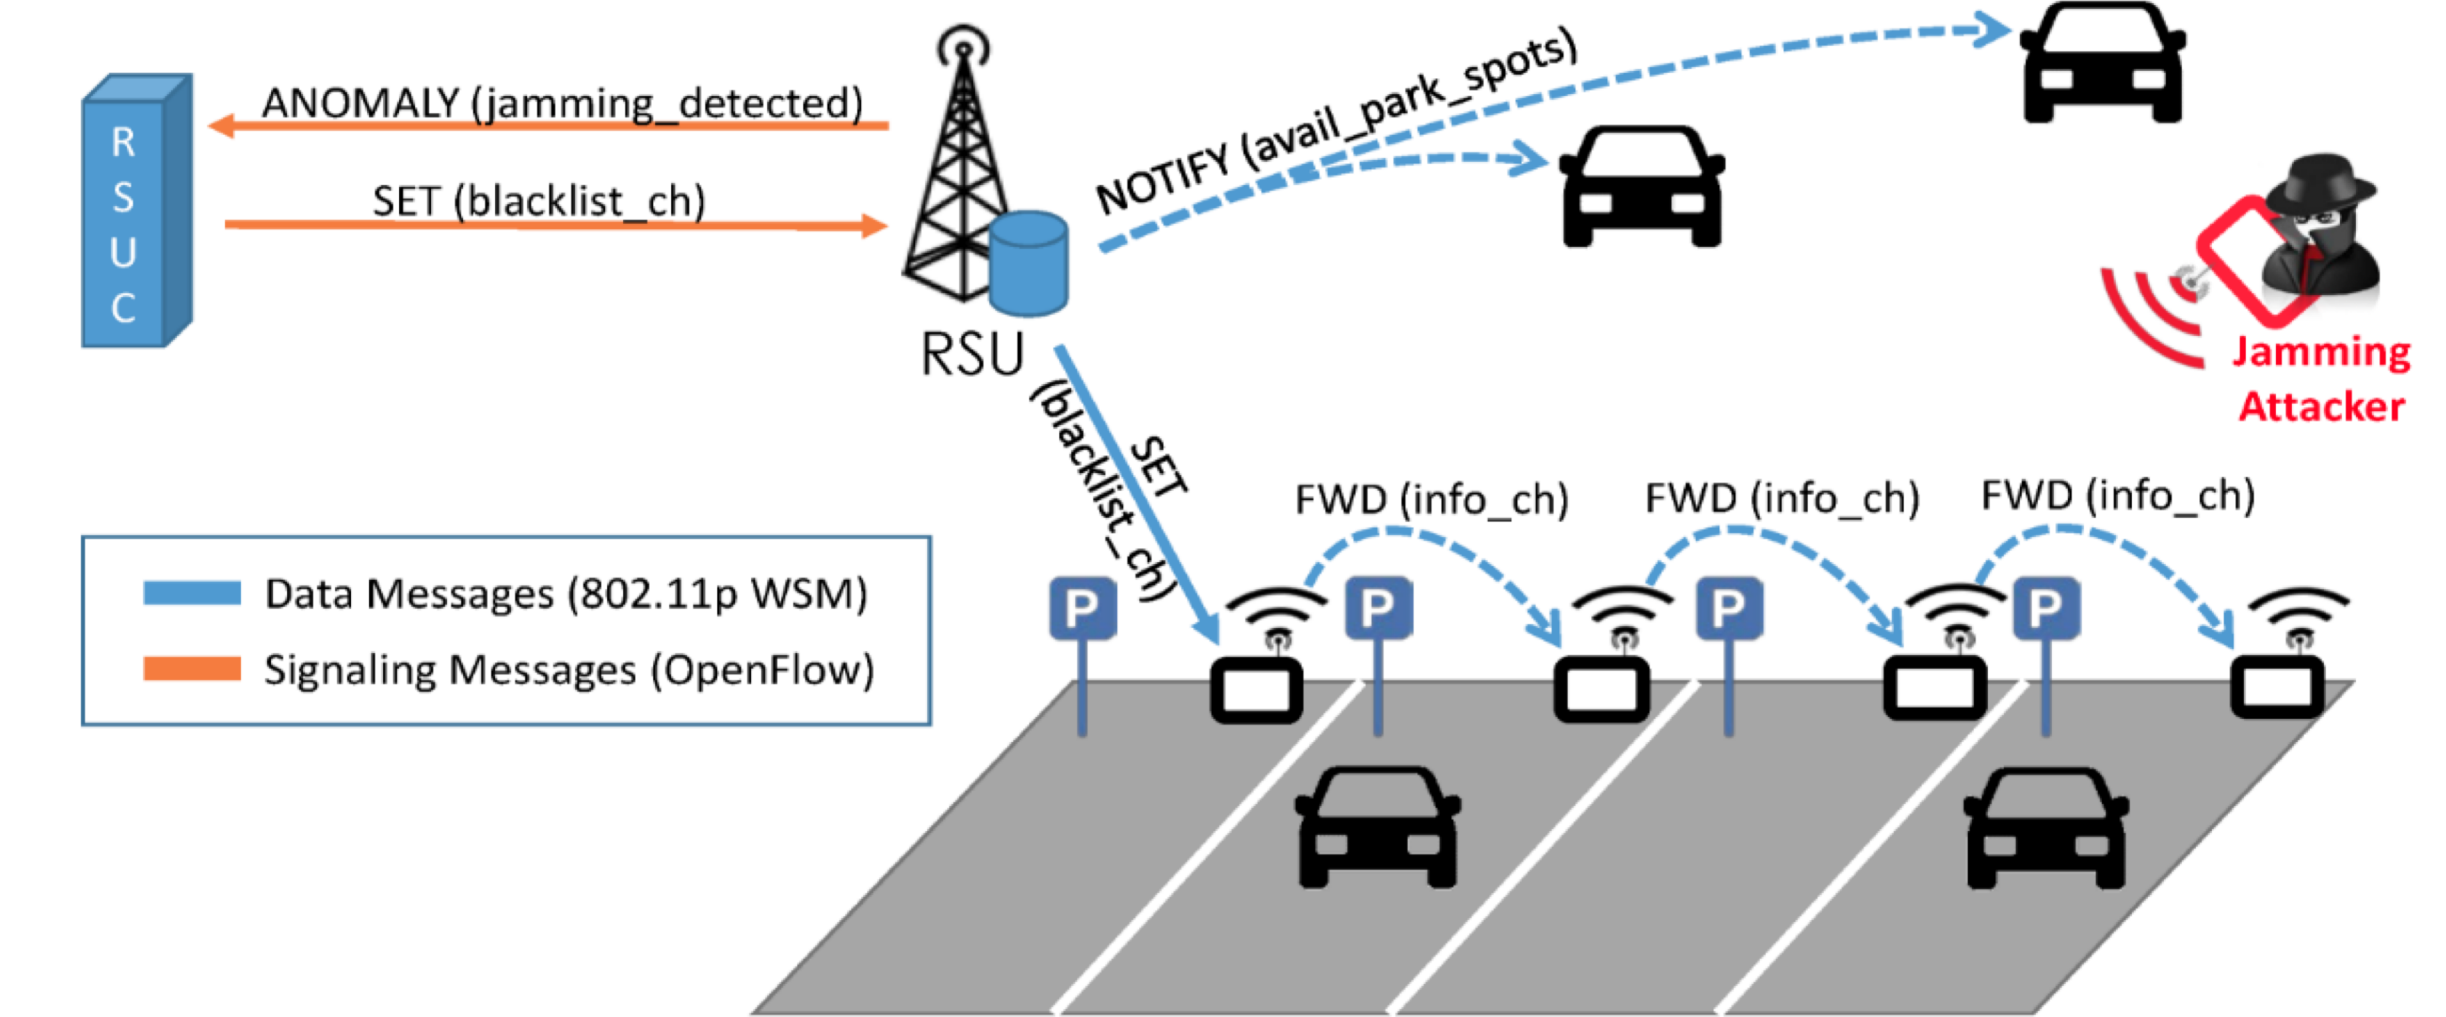 R
S
U
C
ANOMALY (jamming_detected)
SET (blacklist_ch)
RSU
NOTIFY (avail_park_spots)
Jamming
Attacker
SET
(blacklist_ch)
FWD (info_ch)
FWD (info_ch)
FWD (info_ch)
P
P
P
P
Data Messages (802.11p WSM)
Signaling Messages (OpenFlow)